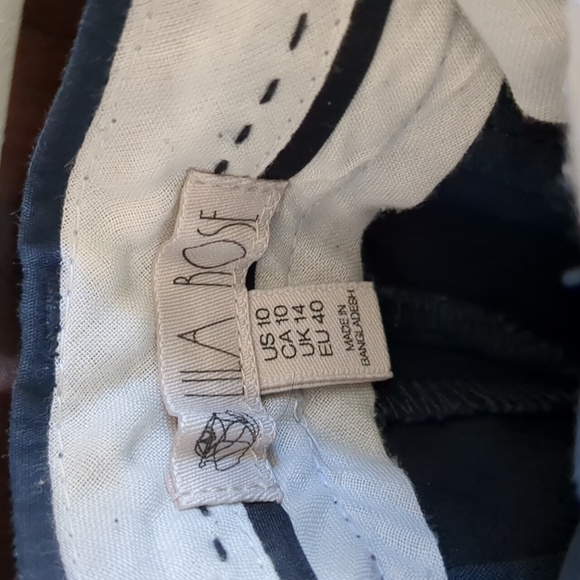 LILA ROSE
US 10
CA 10
UK 14
EU 40
MADE IN
BANGLADESH